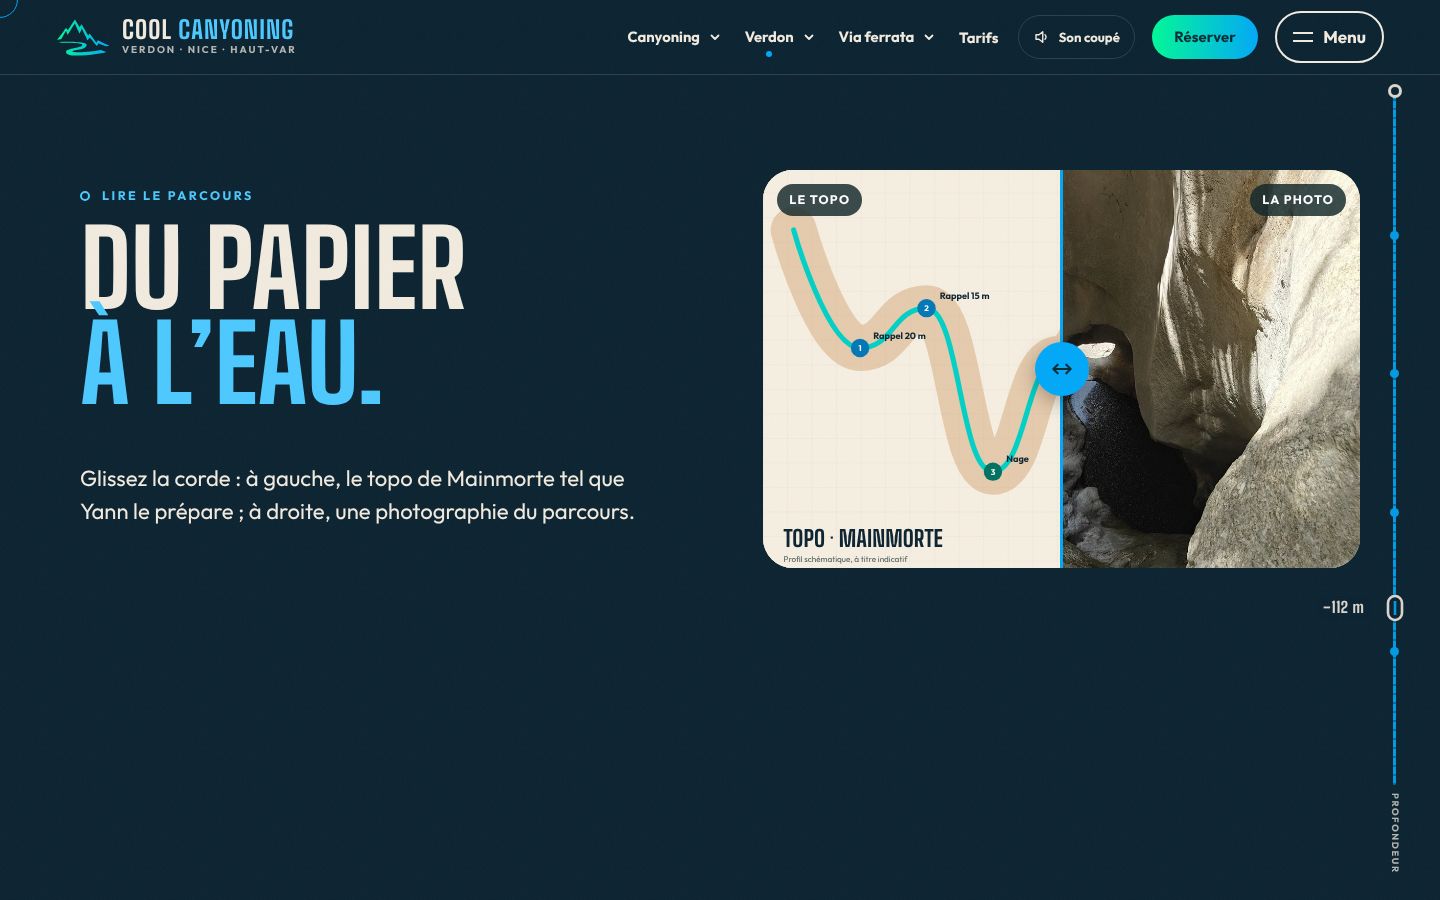 COOL CANYONING
VERDON · NICE · HAUT-VAR
Canyoning
Verdon
Via ferrata
Tarifs
Son coupé
Réserver
Menu
LIRE LE PARCOURS
DU PAPIER
À L’EAU.
Glissez la corde : à gauche, le topo de Mainmorte tel que
Yann le prépare ; à droite, une photographie du parcours.
LE TOPO
LA PHOTO
2
Rappel 15 m
1
Rappel 20 m
3
Nage
TOPO · MAINMORTE
Profil schématique, à titre indicatif
−112 m
PROFONDEUR